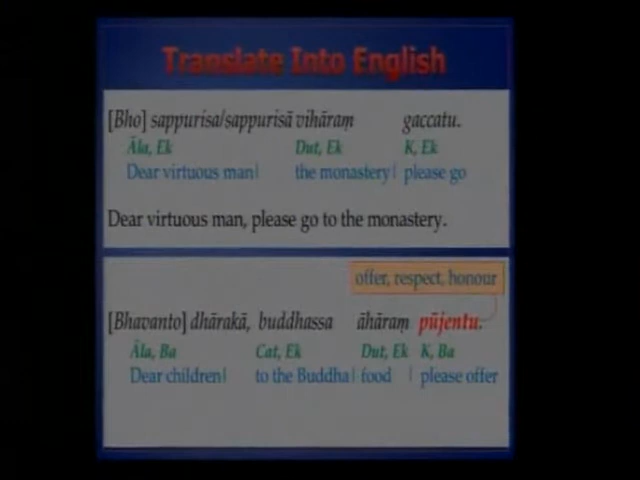 Translate Into English
[Bho] sappurisa/sappurisā vihāraṃ gaccatu.
Āla, Ek Dut, Ek K, Ek
Dear virtuous man| the monastery| please go
Dear virtuous man, please go to the monastery.
offer, respect, honour
[Bhavanto] dhārakā, buddhassa āhāraṃ pūjentu.
Āla, Ba Cat, Ek Dut, Ek K, Ba
Dear children| to the Buddha| food | please offer